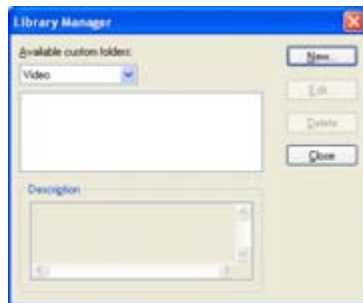 Library Manager
Available custom folders:
Video
New...
Edit
Delete
Close
Description